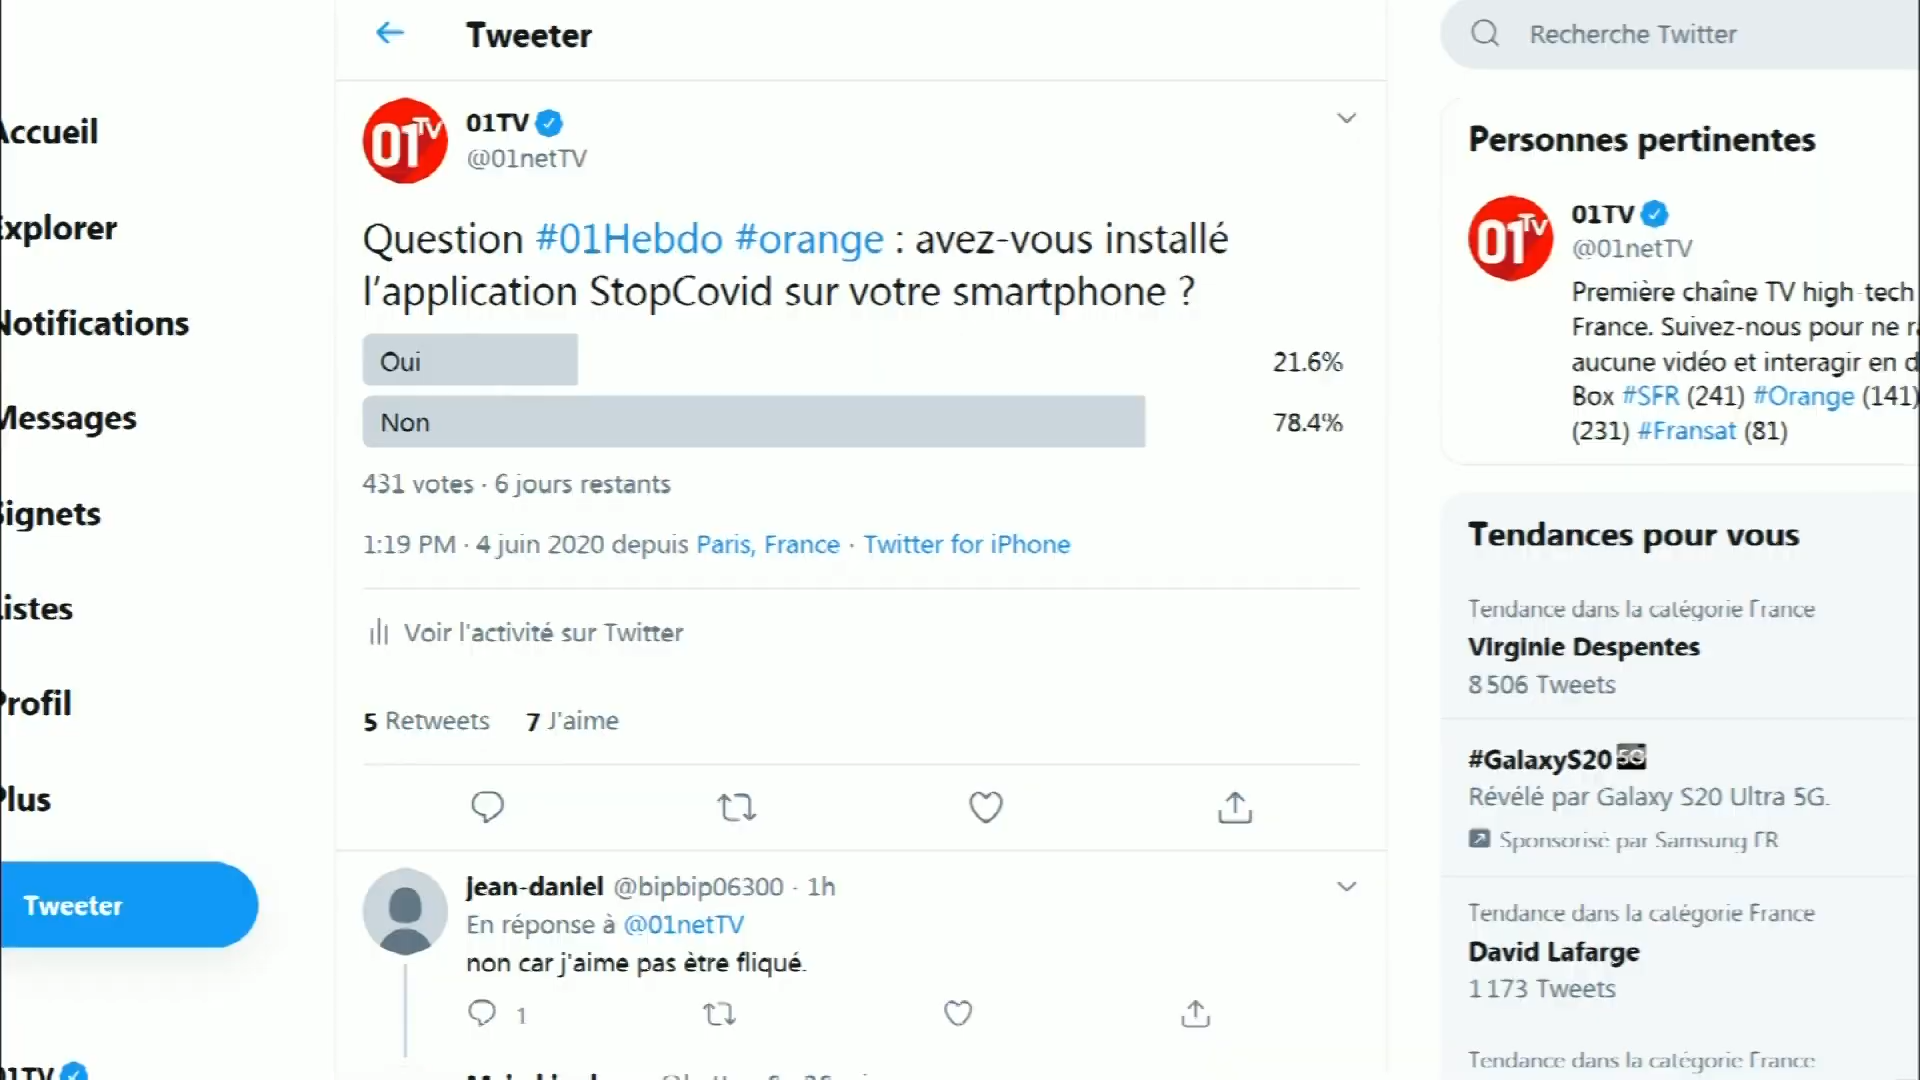 Tweeter
Recherche Twitter
Accueil
Explorer
Notifications
Messages
Signets
Listes
Profil
Plus
Tweeter
01TV
01TV
@01netTV
Question #01Hebdo #orange : avez-vous installé
l'application StopCovid sur votre smartphone ?
Oui 21.6%
Non 78.4%
431 votes · 6 jours restants
1:19 PM · 4 juin 2020 depuis Paris, France · Twitter for iPhone
Voir l'activité sur Twitter
5 Retweets 7 J'aime
jean-daniel @bipbip06300 · 1h
En réponse à @01netTV
non car j'aime pas être fliqué.
1
Personnes pertinentes
01TV
01TV
@01netTV
Première chaîne TV high-tech
France. Suivez-nous pour ne
aucune vidéo et interagir en
Box #SFR (241) #Orange (141)
(231) #Fransat (81)
Tendances pour vous
Tendance dans la catégorie France
Virginie Despentes
8 506 Tweets
#GalaxyS20 5G
Révélé par Galaxy S20 Ultra 5G.
Sponsorisé par Samsung FR
Tendance dans la catégorie France
David Lafarge
1 173 Tweets
Tendance dans la catégorie France
01TV